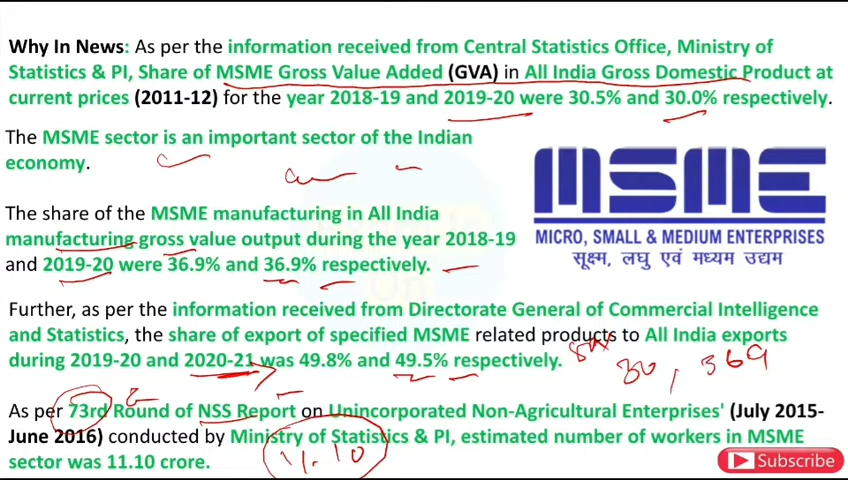 Why In News: As per the information received from Central Statistics Office, Ministry of
Statistics & PI, Share of MSME Gross Value Added (GVA) in All India Gross Domestic Product at
current prices (2011-12) for the year 2018-19 and 2019-20 were 30.5% and 30.0% respectively.
The MSME sector is an important sector of the Indian
economy.
The share of the MSME manufacturing in All India
manufacturing gross value output during the year 2018-19
and 2019-20 were 36.9% and 36.9% respectively.
MSME
MICRO, SMALL & MEDIUM ENTERPRISES
सूक्ष्म, लघु एवं मध्यम उद्यम
Further, as per the information received from Directorate General of Commercial Intelligence
and Statistics, the share of export of specified MSME related products to All India exports
during 2019-20 and 2020-21 was 49.8% and 49.5% respectively.
30, 369
As per 73rd Round of NSS Report on Unincorporated Non-Agricultural Enterprises' (July 2015-
June 2016) conducted by Ministry of Statistics & PI, estimated number of workers in MSME
sector was 11.10 crore.
11.10
Subscribe